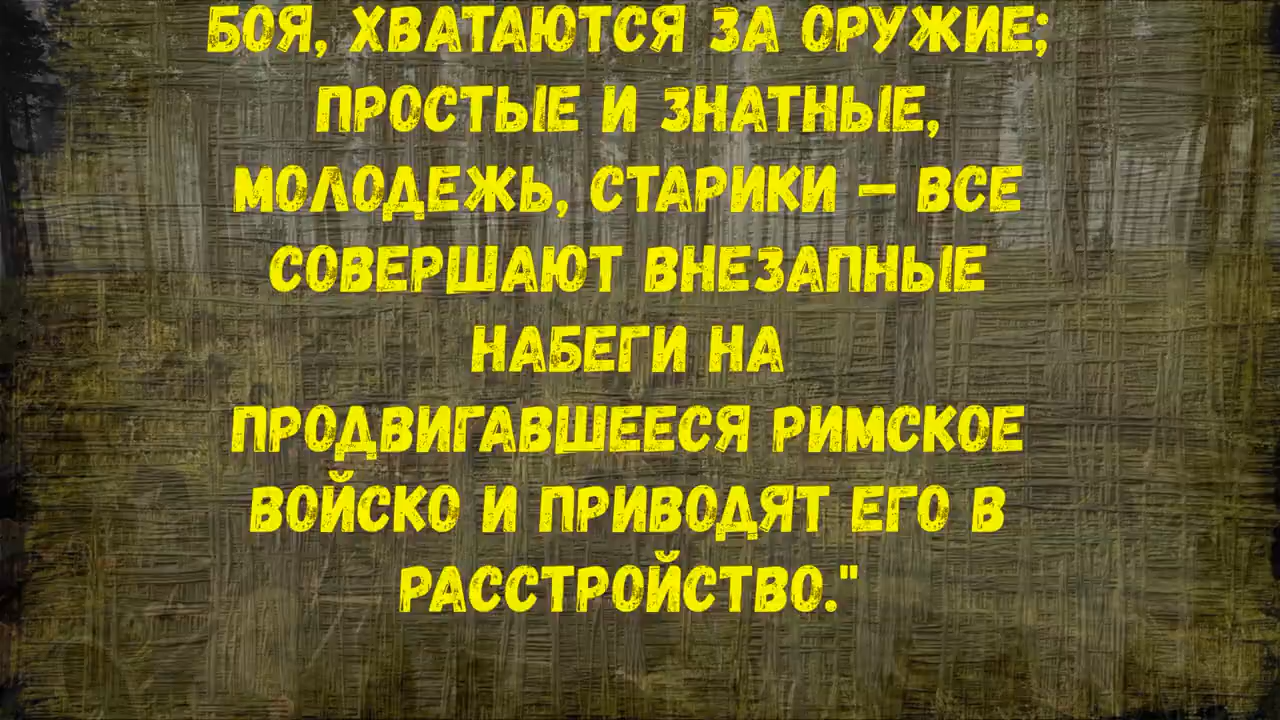 БОЯ, ХВАТАЮТСЯ ЗА ОРУЖИЕ;
ПРОСТЫЕ И ЗНАТНЫЕ,
МОЛОДЕЖЬ, СТАРИКИ – ВСЕ
СОВЕРШАЮТ ВНЕЗАПНЫЕ
НАБЕГИ НА
ПРОДВИГАВШЕЕСЯ РИМСКОЕ
ВОЙСКО И ПРИВОДЯТ ЕГО В
РАССТРОЙСТВО."